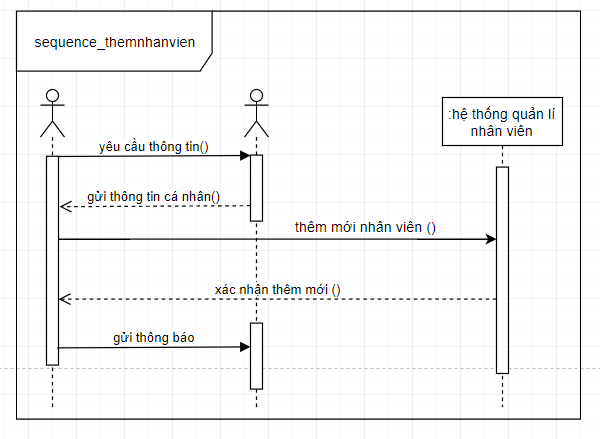 sequence_themnhanvien
:hệ thống quản lí
nhân viên
yêu cầu thông tin()
gửi thông tin cá nhân()
thêm mới nhân viên ()
xác nhận thêm mới ()
gửi thông báo